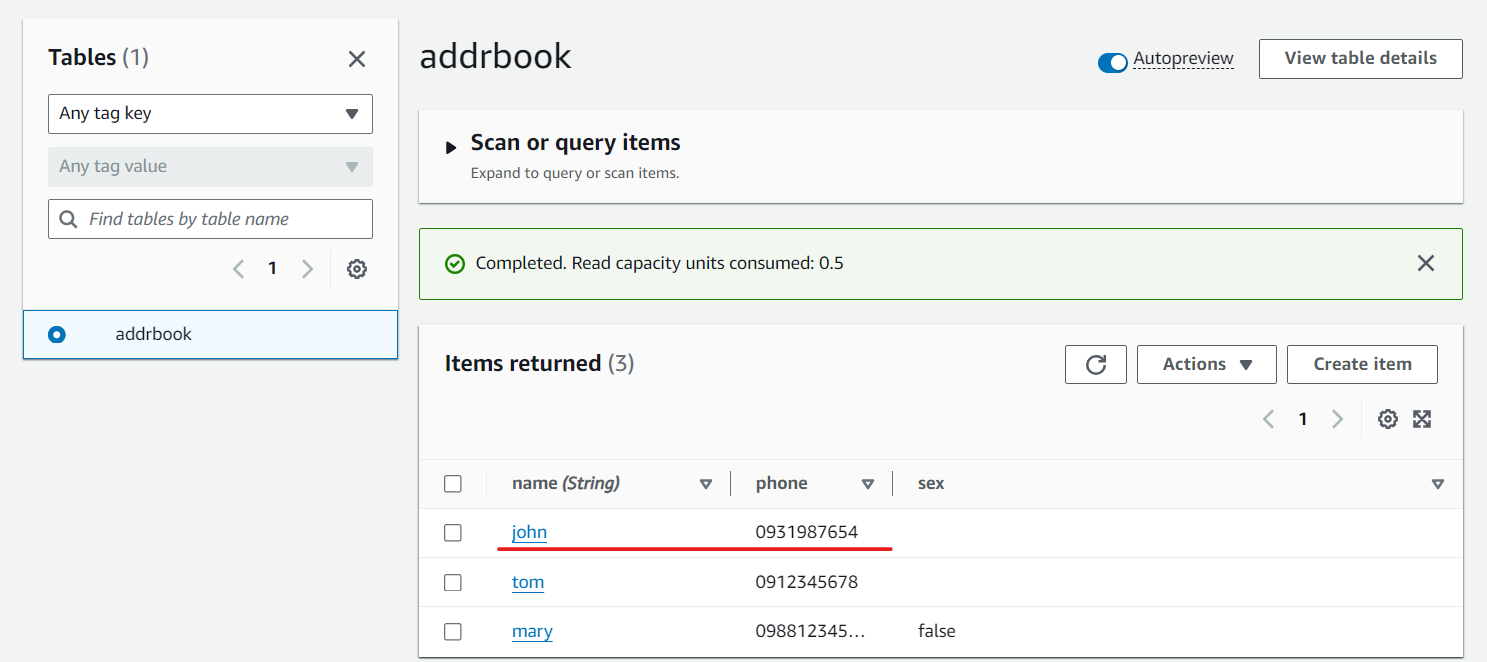 Tables (1)
Any tag key
Any tag value
Find tables by table name
1
addrbook
addrbook
Autopreview
View table details
Scan or query items
Expand to query or scan items.
Completed. Read capacity units consumed: 0.5
Items returned (3)
Actions
Create item
1
name (String) phone sex
john 0931987654
tom 0912345678
mary 098812345… false